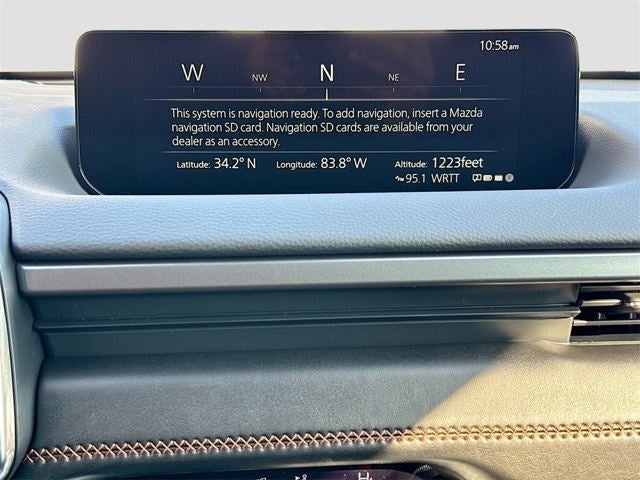 10:58am
W NW N NE E
This system is navigation ready. To add navigation, insert a Mazda
navigation SD card. Navigation SD cards are available from your
dealer as an accessory.
Latitude: 34.2° N Longitude: 83.8° W Altitude: 1223feet
95.1 WRTT